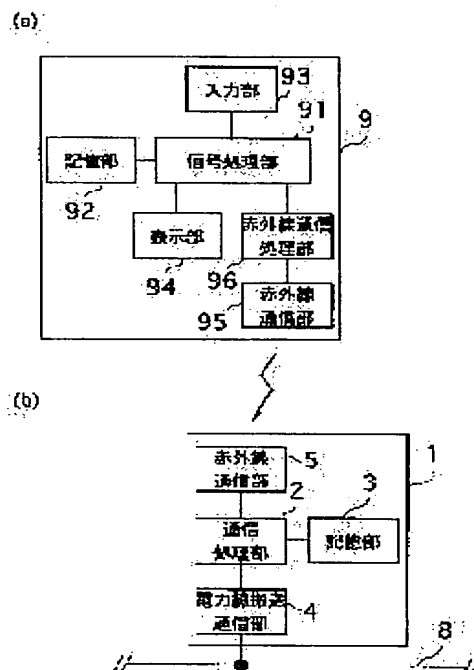 (a)
入力部
93
91
9
記憶部
信号処理部
92
表示部
94
赤外線通信
処理部
96
赤外線
通信部
95
(b)
赤外線
通信部
5
1
2
3
通信
処理部
記憶部
電力線搬送
通信部
4
8